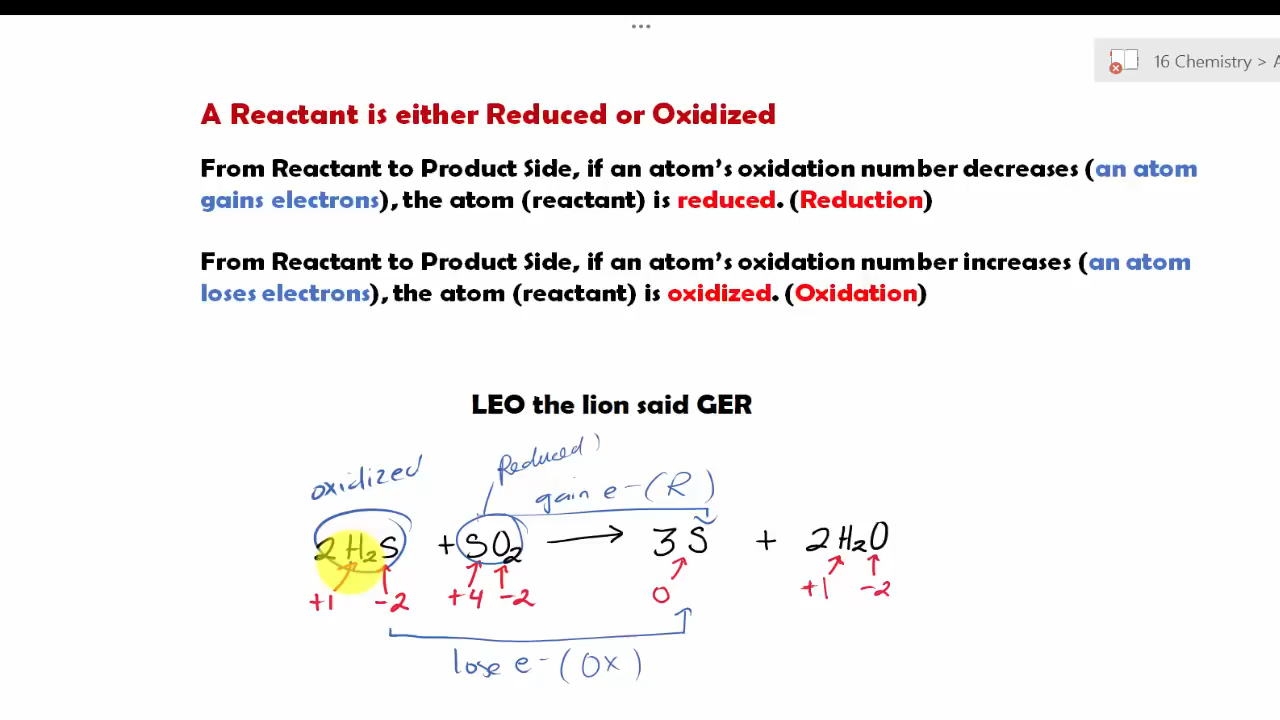 ...
16 Chemistry > A
A Reactant is either Reduced or Oxidized
From Reactant to Product Side, if an atom's oxidation number decreases (an atom
gains electrons), the atom (reactant) is reduced. (Reduction)
From Reactant to Product Side, if an atom's oxidation number increases (an atom
loses electrons), the atom (reactant) is oxidized. (Oxidation)
LEO the lion said GER
oxidized Reduced)
gain e-(R)
2H₂S + SO₂ → 3S + 2H₂O
+1 -2 +4 -2 0 +1 -2
lose e-(OX)